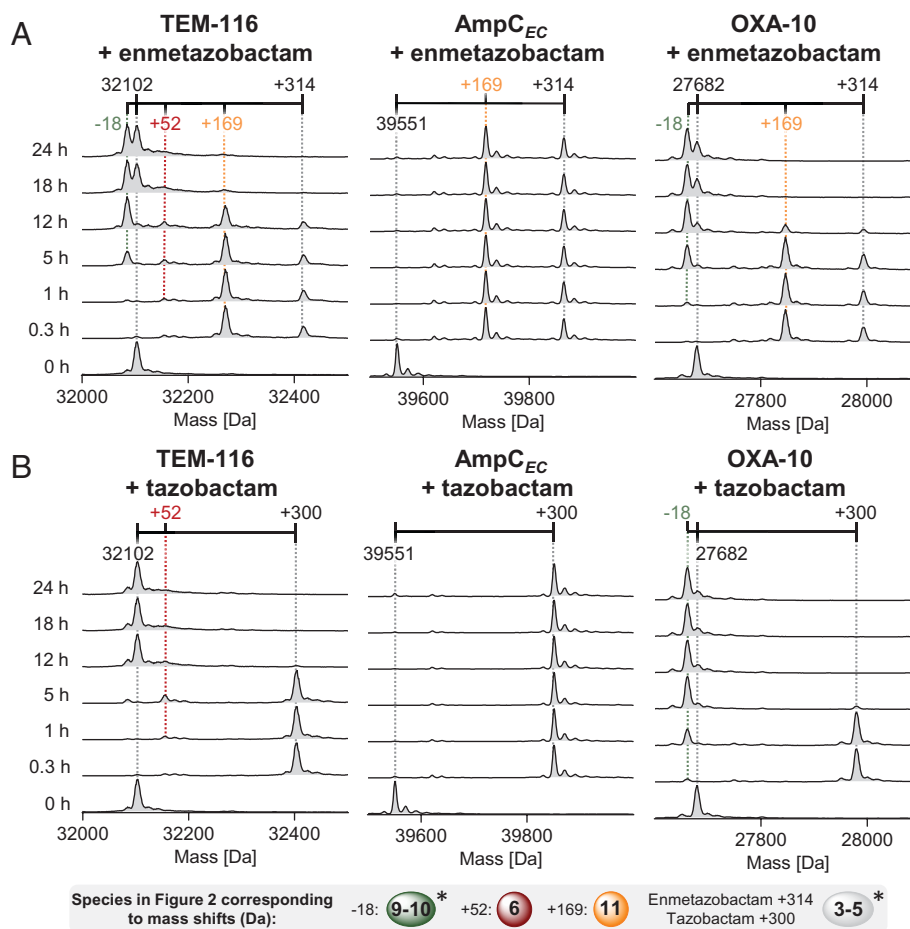 A
TEM-116
+ enmetazobactam
AmpC_EC
+ enmetazobactam
OXA-10
+ enmetazobactam
32102 +314
-18 +52 +169
+169 +314
39551
27682 +314
-18 +169
24 h
18 h
12 h
5 h
1 h
0.3 h
0 h
32000 32200 32400
Mass [Da]
39600 39800
Mass [Da]
27800 28000
Mass [Da]
B
TEM-116
+ tazobactam
AmpC_EC
+ tazobactam
OXA-10
+ tazobactam
+52 +300
32102
+300
39551
-18 +300
27682
24 h
18 h
12 h
5 h
1 h
0.3 h
0 h
32000 32200 32400
Mass [Da]
39600 39800
Mass [Da]
27800 28000
Mass [Da]
Species in Figure 2 corresponding
to mass shifts (Da):
-18: 9-10 *
+52: 6
+169: 11
Enmetazobactam +314
Tazobactam +300
3-5 *